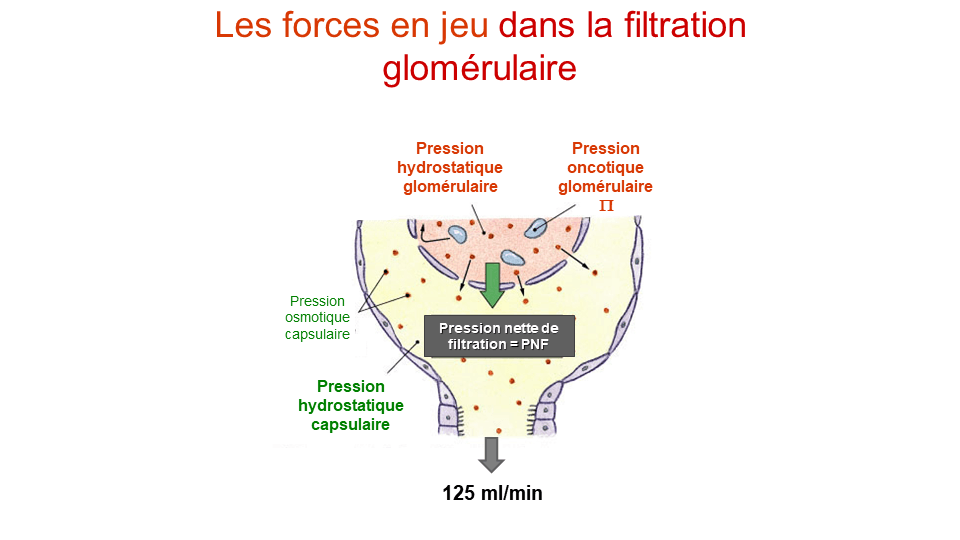 Les forces en jeu dans la filtration
glomérulaire
Pression
hydrostatique
glomérulaire
Pression
oncotique
glomérulaire
Π
Pression
osmotique
capsulaire
Pression nette de
filtration = PNF
Pression
hydrostatique
capsulaire
125 ml/min